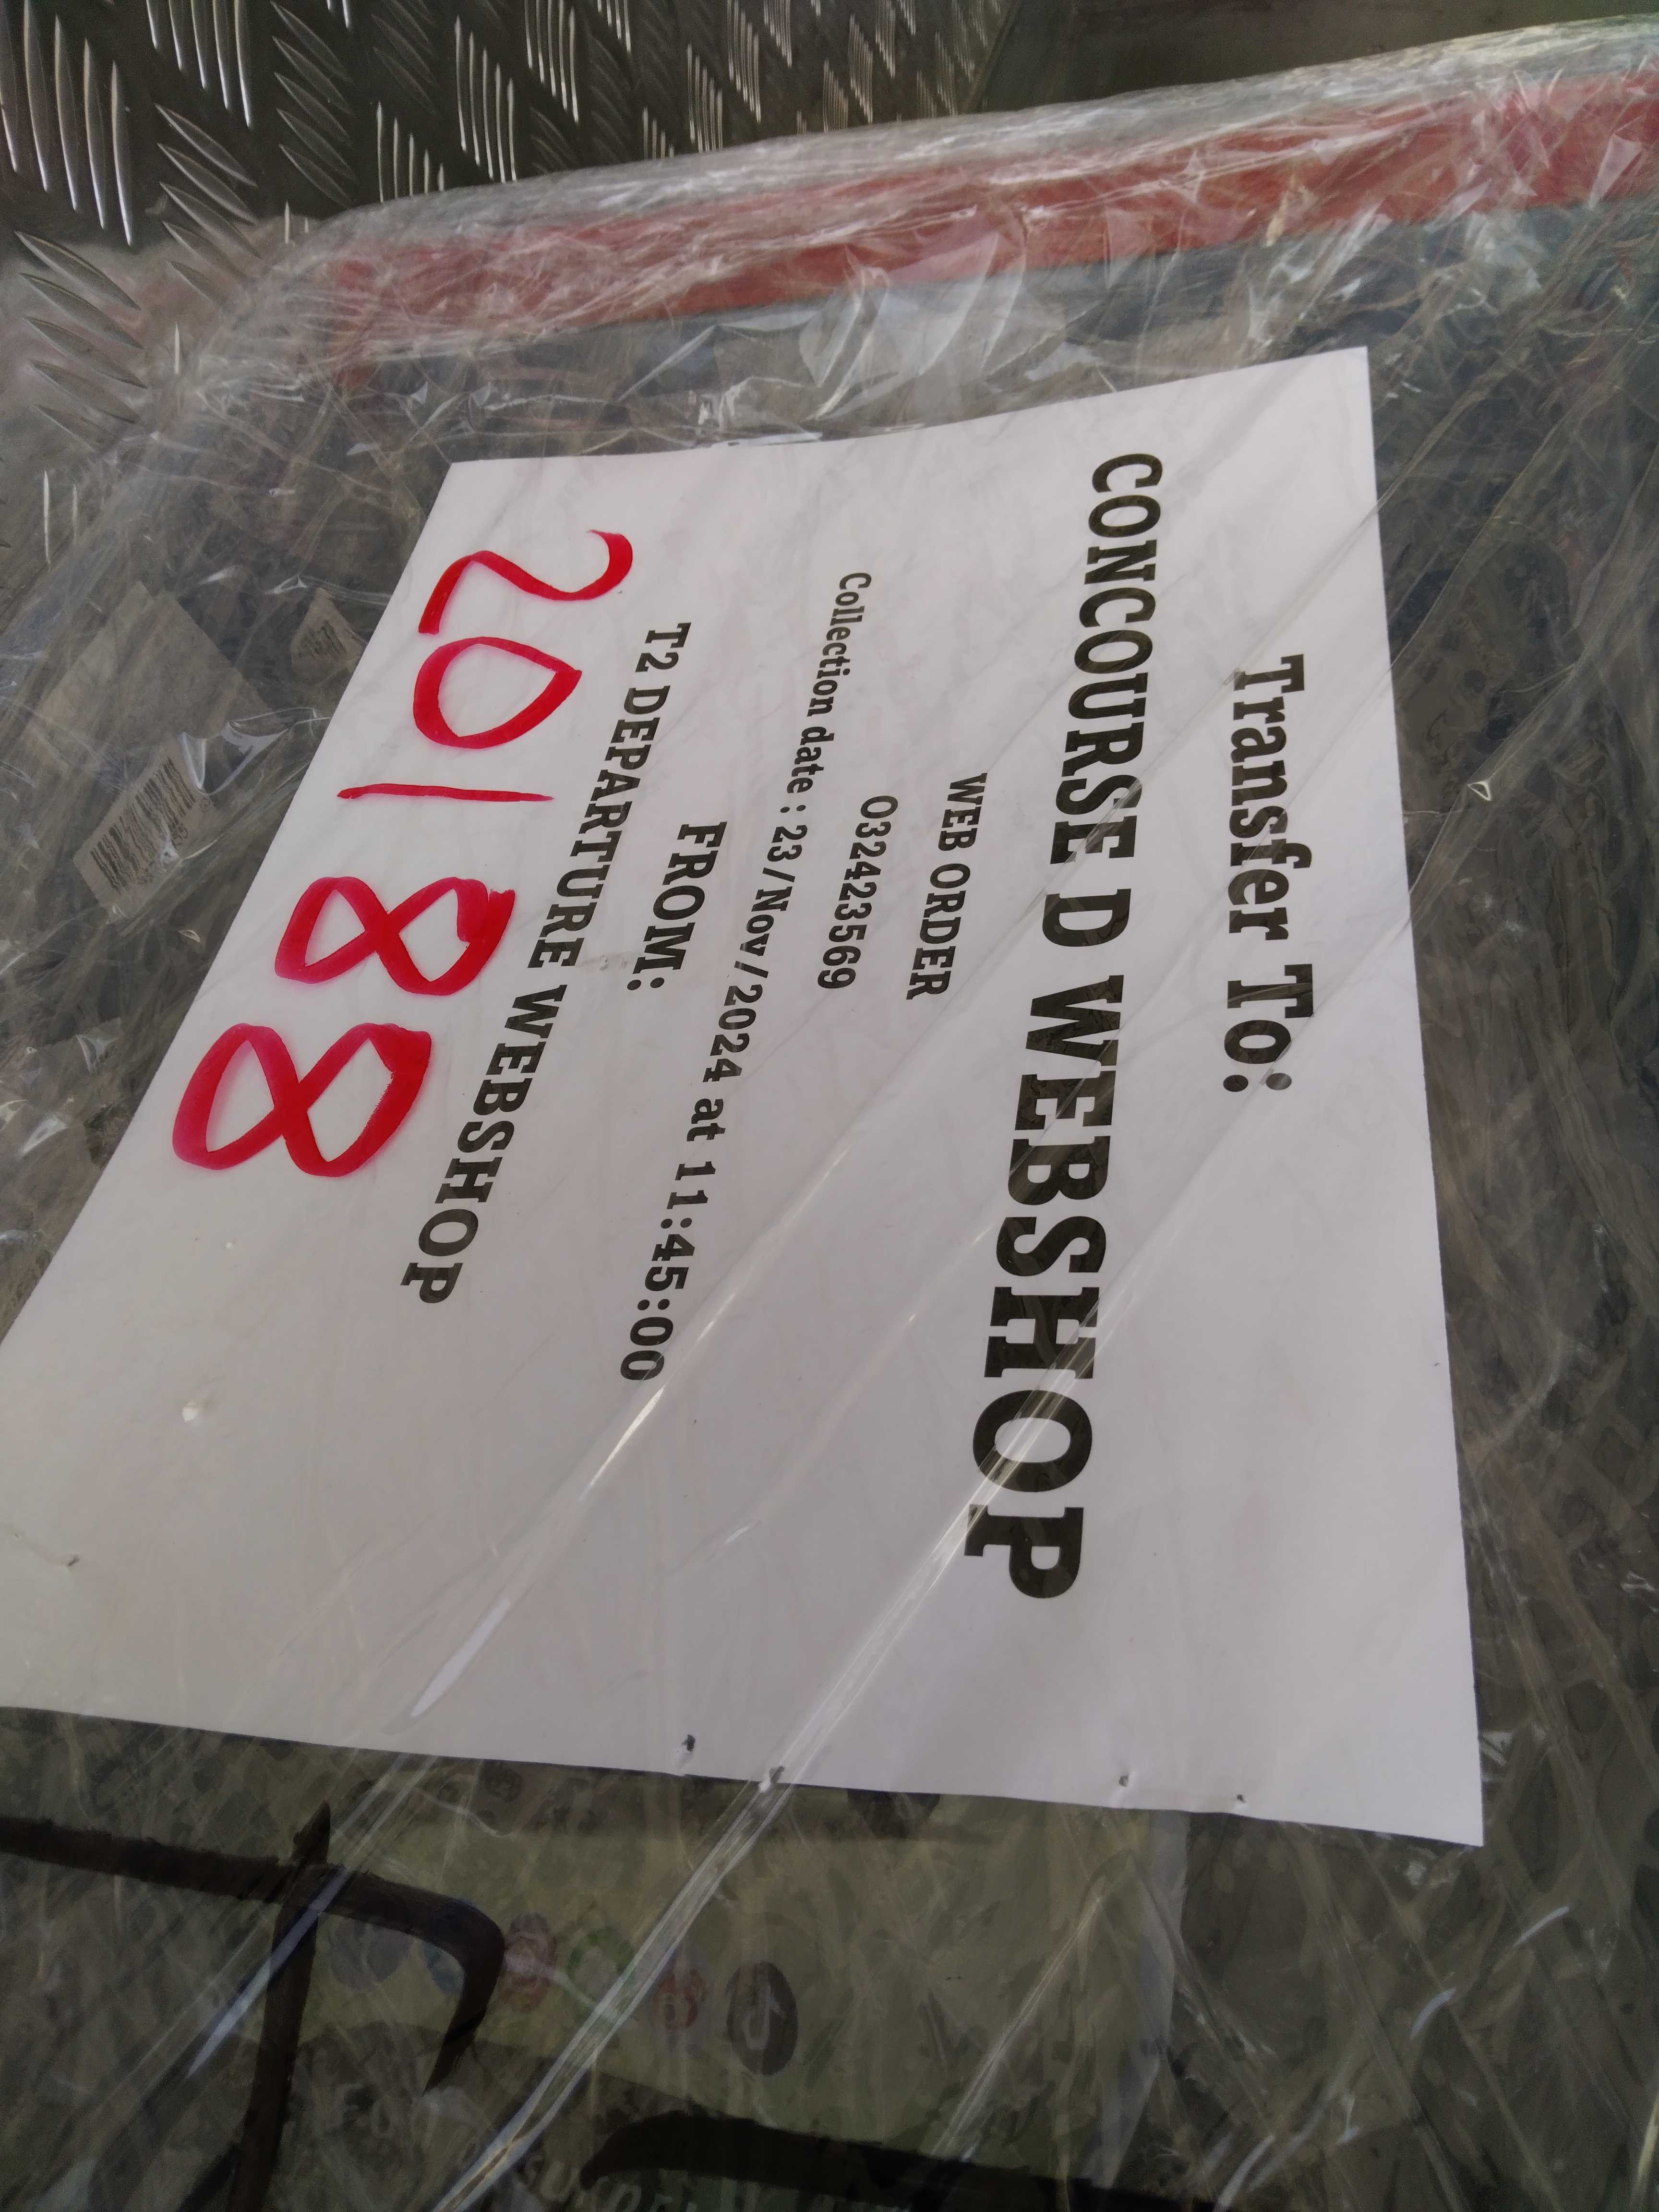 Transfer To:
CONCOURSE D WEBSHOP
WEB ORDER
032423569
Collection date : 23/Nov/2024 at 11:45:00
FROM:
T2 DEPARTURE WEBSHOP
20188